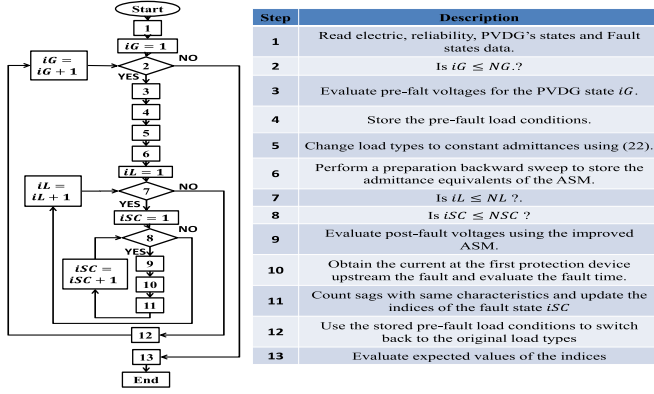 Start
1
iG = 1
iG =
iG + 1
2
NO
YES
3
4
5
6
iL = 1
iL =
iL + 1
7
NO
YES
iSC = 1
8
NO
YES
iSC =
iSC + 1
9
10
11
12
13
End
Step Description
1 Read electric, reliability, PVDG's states and Fault
states data.
2 Is iG ≤ NG.?
3 Evaluate pre-falt voltages for the PVDG state iG.
4 Store the pre-fault load conditions.
5 Change load types to constant admittances using (22).
6 Perform a preparation backward sweep to store the
admittance equivalents of the ASM.
7 Is iL ≤ NL ?.
8 Is iSC ≤ NSC ?
9 Evaluate post-fault voltages using the improved
ASM.
10 Obtain the current at the first protection device
upstream the fault and evaluate the fault time.
11 Count sags with same characteristics and update the
indices of the fault state iSC
12 Use the stored pre-fault load conditions to switch
back to the original load types
13 Evaluate expected values of the indices